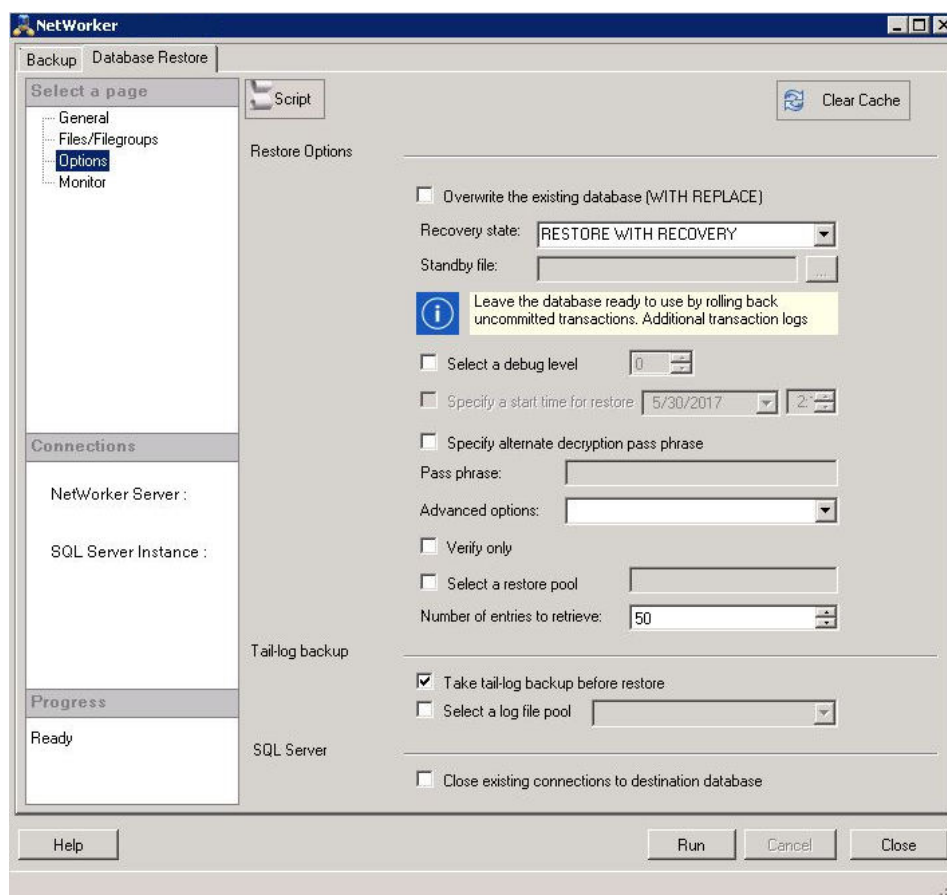 NetWorker
Backup Database Restore
Select a page
General
Files/Filegroups
Options
Monitor
Script
Clear Cache
Restore Options
Overwrite the existing database (WITH REPLACE)
Recovery state: RESTORE WITH RECOVERY
Standby file: ...
Leave the database ready to use by rolling back
uncommitted transactions. Additional transaction logs
Select a debug level 0
Specify a start time for restore 5/30/2017
Specify alternate decryption pass phrase
Pass phrase:
Advanced options:
Verify only
Select a restore pool
Number of entries to retrieve: 50
Tail-log backup
Take tail-log backup before restore
Select a log file pool
SQL Server
Close existing connections to destination database
Connections
NetWorker Server :
SQL Server Instance :
Progress
Ready
Help Run Cancel Close